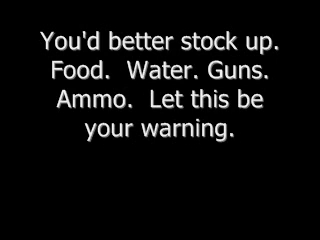 You'd better stock up.
Food.  Water. Guns.
Ammo.  Let this be
your warning.